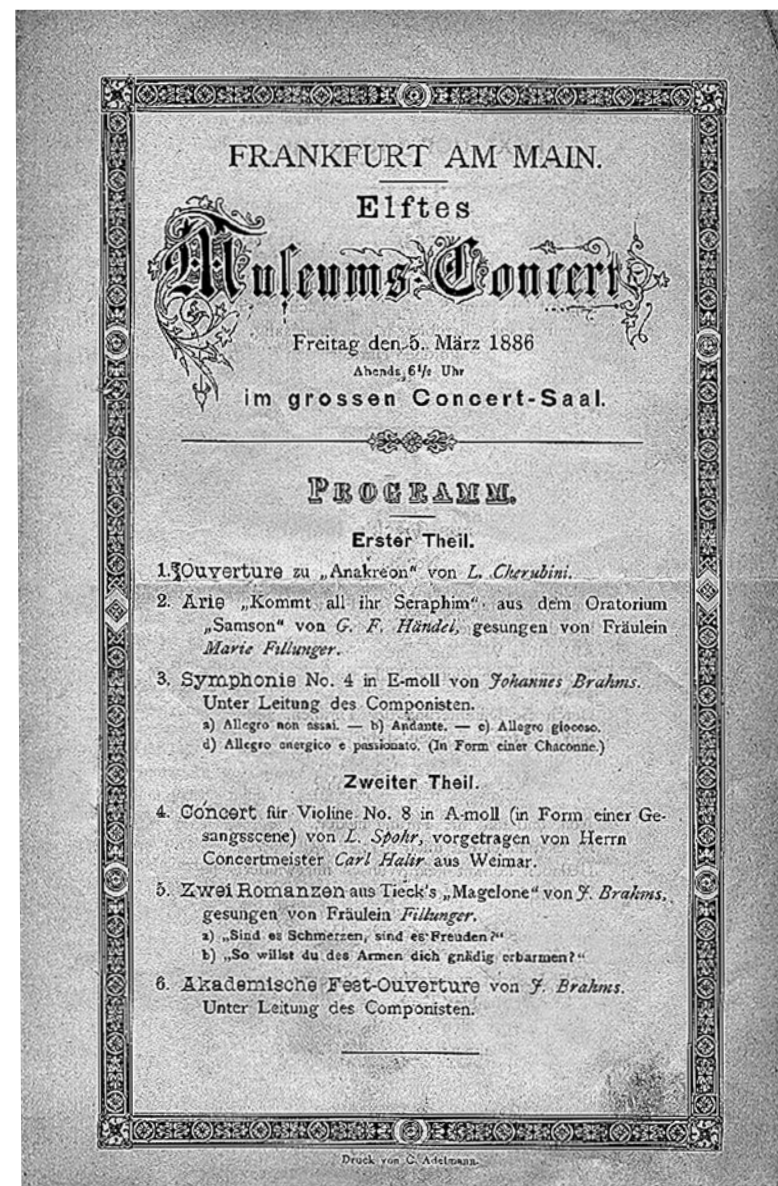 FRANKFURT AM MAIN.
Elftes
Museums-Concert
Freitag den 5. März 1886
Abends 6½ Uhr
im grossen Concert-Saal.
PROGRAMM.
Erster Theil.
1. Ouverture zu „Anakreon“ von L. Cherubini.
2. Arie „Kommt all ihr Seraphim“ aus dem Oratorium
„Samson“ von G. F. Händel, gesungen von Fräulein
Marie Fillunger.
3. Symphonie No. 4 in E-moll von Johannes Brahms.
Unter Leitung des Componisten.
a) Allegro non assai. — b) Andante. — c) Allegro giocoso.
d) Allegro energico e passionato. (In Form einer Chaconne.)
Zweiter Theil.
4. Concert für Violine No. 8 in A-moll (in Form einer Ge-
sangsscene) von L. Spohr, vorgetragen von Herrn
Concertmeister Carl Halir aus Weimar.
5. Zwei Romanzen aus Tieck's „Magelone“ von J. Brahms,
gesungen von Fräulein Fillunger.
a) „Sind es Schmerzen, sind es Freuden?“
b) „So willst du des Armen dich gnädig erbarmen?“
6. Akademische Fest-Ouverture von J. Brahms.
Unter Leitung des Componisten.
Druck von C. Adelmann.